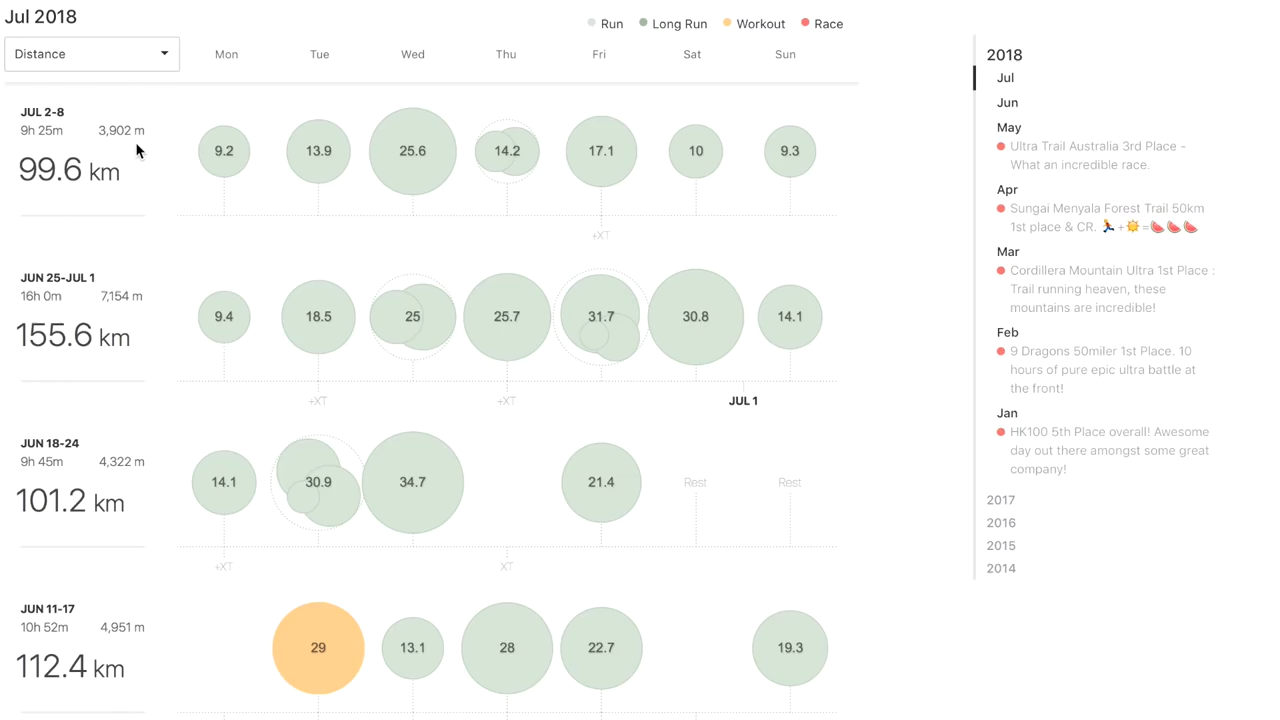 Jul 2018
Run Long Run Workout Race
Distance Mon Tue Wed Thu Fri Sat Sun
JUL 2-8
9h 25m 3,902 m
99.6 km
9.2 13.9 25.6 14.2 17.1 10 9.3
+XT
JUN 25-JUL 1
16h 0m 7,154 m
155.6 km
9.4 18.5 25 25.7 31.7 30.8 14.1
+XT +XT JUL 1
JUN 18-24
9h 45m 4,322 m
101.2 km
14.1 30.9 34.7 21.4 Rest Rest
+XT XT
JUN 11-17
10h 52m 4,951 m
112.4 km
29 13.1 28 22.7 19.3
2018
Jul
Jun
May
Ultra Trail Australia 3rd Place -
What an incredible race.
Apr
Sungai Menyala Forest Trail 50km
1st place & CR. 🏃+☀️=🍉🍉🍉
Mar
Cordillera Mountain Ultra 1st Place :
Trail running heaven, these
mountains are incredible!
Feb
9 Dragons 50miler 1st Place. 10
hours of pure epic ultra battle at
the front!
Jan
HK100 5th Place overall! Awesome
day out there amongst some great
company!
2017
2016
2015
2014